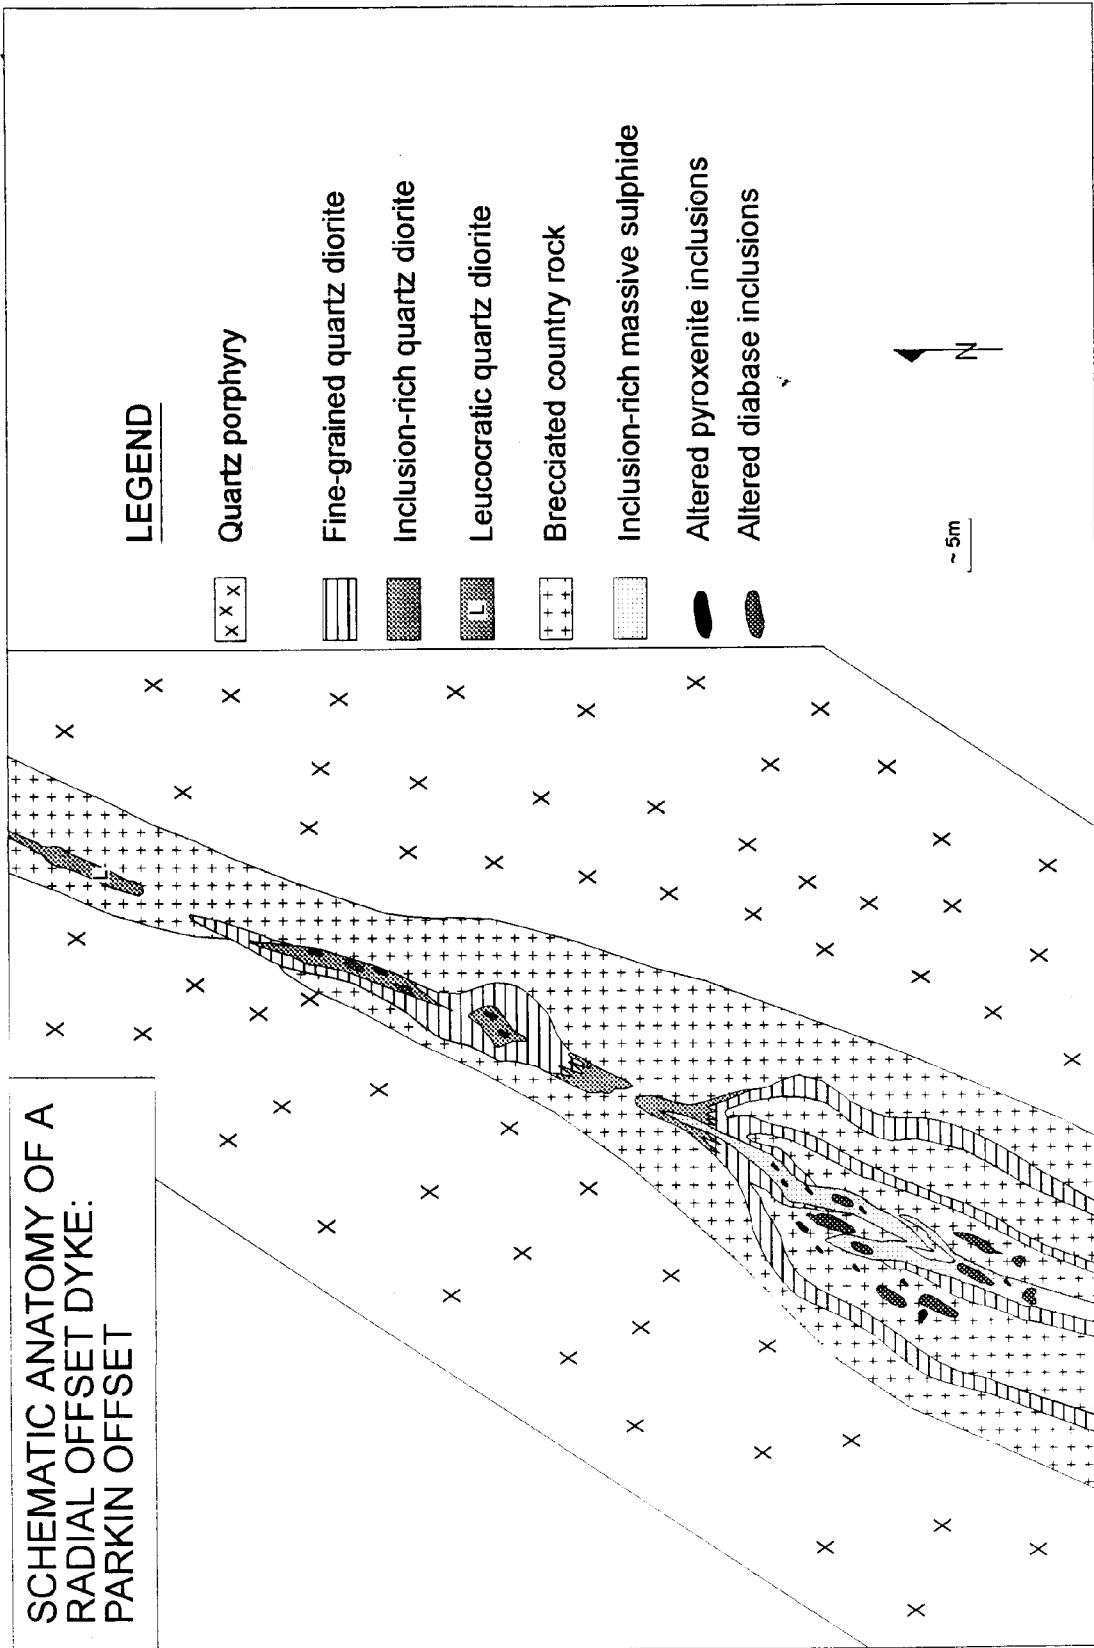 SCHEMATIC ANATOMY OF A
RADIAL OFFSET DYKE:
PARKIN OFFSET
LEGEND
Quartz porphyry
Fine-grained quartz diorite
Inclusion-rich quartz diorite
L
Leucocratic quartz diorite
Brecciated country rock
Inclusion-rich massive sulphide
Altered pyroxenite inclusions
Altered diabase inclusions
~ 5m
N
L